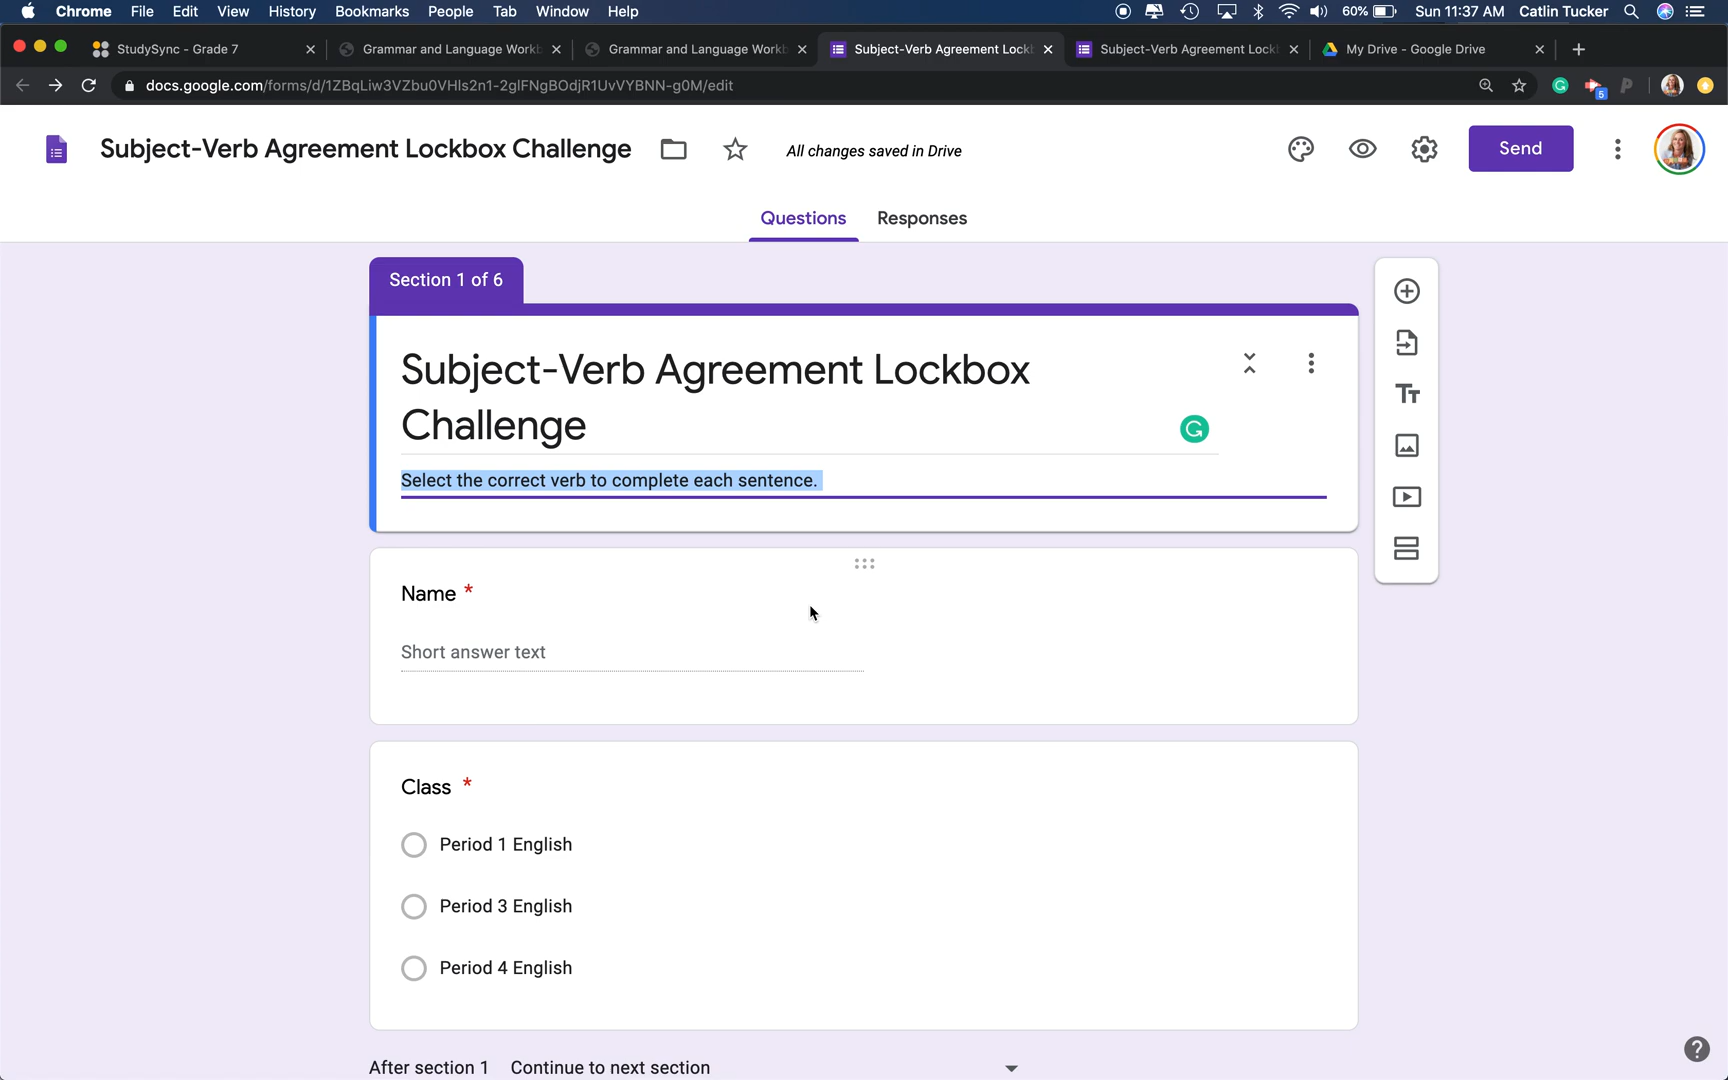 Chrome File Edit View History Bookmarks People Tab Window Help 60% Sun 11:37 AM Catlin Tucker
StudySync - Grade 7 Grammar and Language Workb Grammar and Language Workb Subject-Verb Agreement Lockb Subject-Verb Agreement Lockb My Drive - Google Drive
docs.google.com/forms/d/1ZBqLiw3VZbu0VHIs2n1-2glFNgBOdjR1UvVYBNN-g0M/edit 5
Subject-Verb Agreement Lockbox Challenge All changes saved in Drive Send
Questions Responses
Section 1 of 6
Subject-Verb Agreement Lockbox
Challenge
Select the correct verb to complete each sentence.
Tт
Name *
Short answer text
Class *
Period 1 English
Period 3 English
Period 4 English
After section 1 Continue to next section